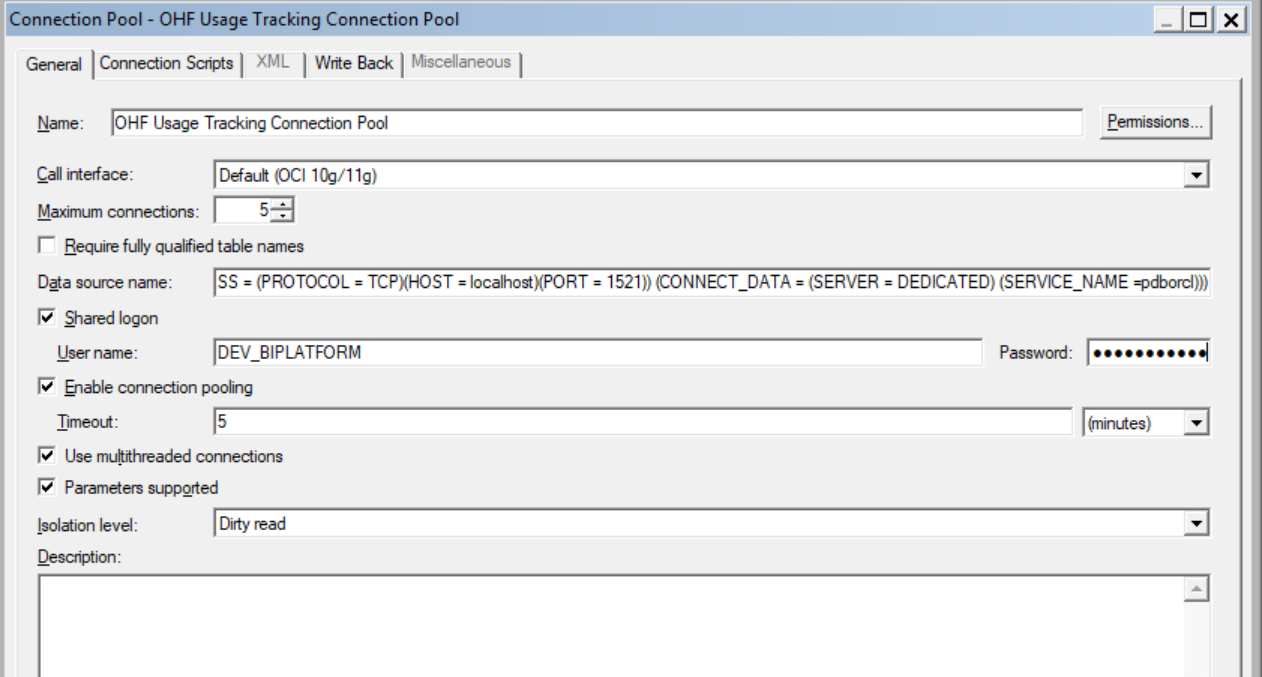 Connection Pool - OHF Usage Tracking Connection Pool
General Connection Scripts XML Write Back Miscellaneous
Name: OHF Usage Tracking Connection Pool Permissions...
Call interface: Default (OCI 10g/11g)
Maximum connections: 5
Require fully qualified table names
Data source name: SS = (PROTOCOL = TCP)(HOST = localhost)(PORT = 1521)) (CONNECT_DATA = (SERVER = DEDICATED) (SERVICE_NAME =pdborcl)))
Shared logon
User name: DEV_BIPLATFORM Password: ●●●●●●●●●●●
Enable connection pooling
Timeout: 5 (minutes)
Use multithreaded connections
Parameters supported
Isolation level: Dirty read
Description: